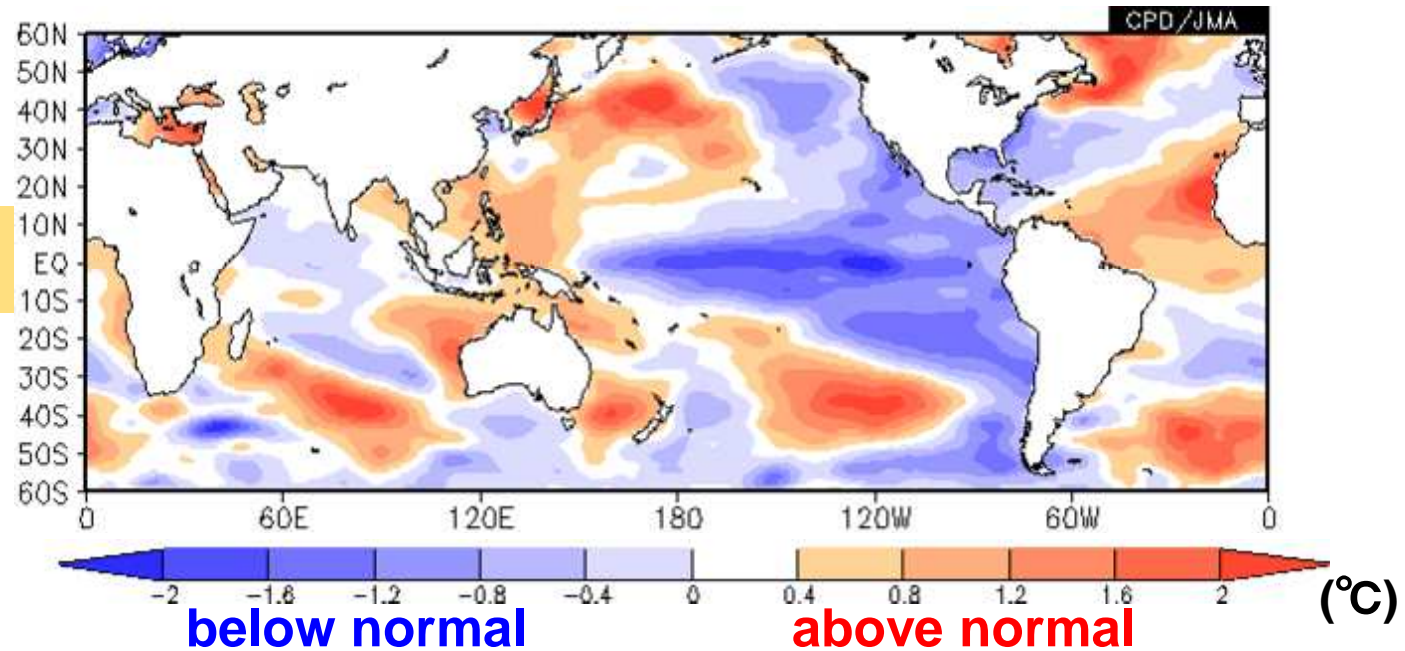 CPD/JMA
60N
50N
40N
30N
20N
10N
EQ
10S
20S
30S
40S
50S
60S
0 60E 120E 180 120W 60W 0
-2 -1.6 -1.2 -0.8 -0.4 0 0.4 0.8 1.2 1.6 2 (℃)
below normal above normal